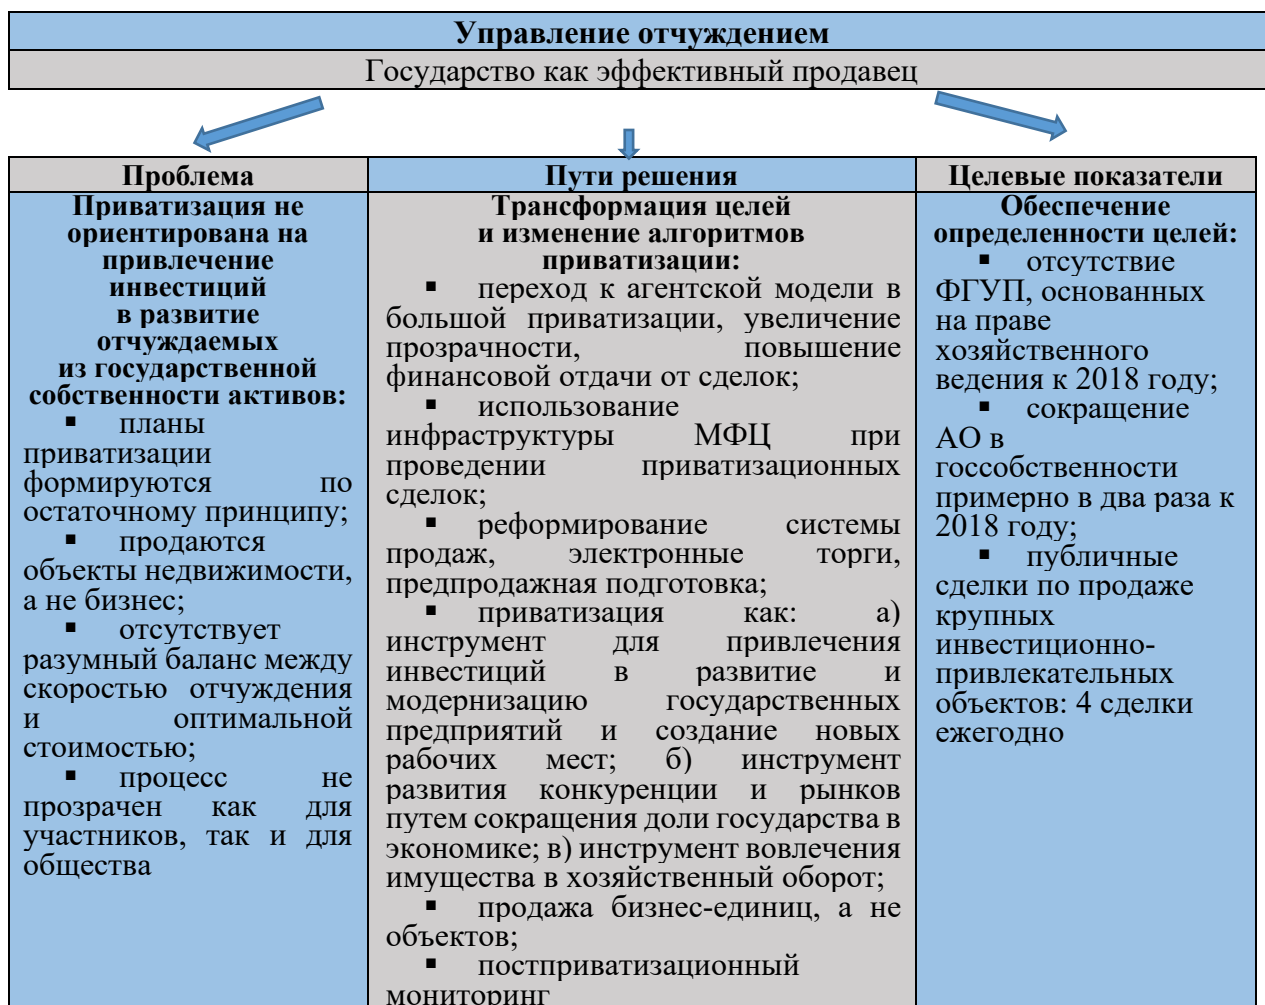 Управление отчуждением
Государство как эффективный продавец
Проблема
Приватизация не
ориентирована на
привлечение
инвестиций
в развитие
отчуждаемых
из государственной
собственности активов:
▪ планы
приватизации
формируются по
остаточному принципу;
▪ продаются
объекты недвижимости,
а не бизнес;
▪ отсутствует
разумный баланс между
скоростью отчуждения
и оптимальной
стоимостью;
▪ процесс не
прозрачен как для
участников, так и для
общества
Пути решения
Трансформация целей
и изменение алгоритмов
приватизации:
▪ переход к агентской модели в
большой приватизации, увеличение
прозрачности, повышение
финансовой отдачи от сделок;
▪ использование
инфраструктуры МФЦ при
проведении приватизационных
сделок;
▪ реформирование системы
продаж, электронные торги,
предпродажная подготовка;
▪ приватизация как: а)
инструмент для привлечения
инвестиций в развитие и
модернизацию государственных
предприятий и создание новых
рабочих мест; б) инструмент
развития конкуренции и рынков
путем сокращения доли государства в
экономике; в) инструмент вовлечения
имущества в хозяйственный оборот;
▪ продажа бизнес-единиц, а не
объектов;
▪ постприватизационный
мониторинг
Целевые показатели
Обеспечение
определенности целей:
▪ отсутствие
ФГУП, основанных
на праве
хозяйственного
ведения к 2018 году;
▪ сокращение
АО в
госсобственности
примерно в два раза к
2018 году;
▪ публичные
сделки по продаже
крупных
инвестиционно-
привлекательных
объектов: 4 сделки
ежегодно